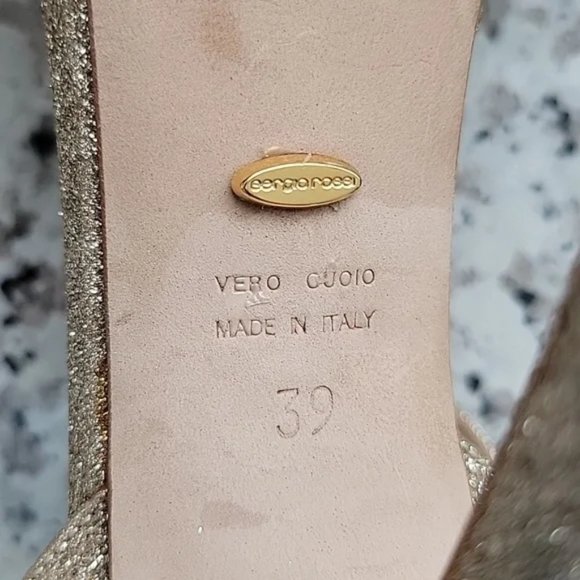 sergio rossi
VERO CUOIO
MADE IN ITALY
39